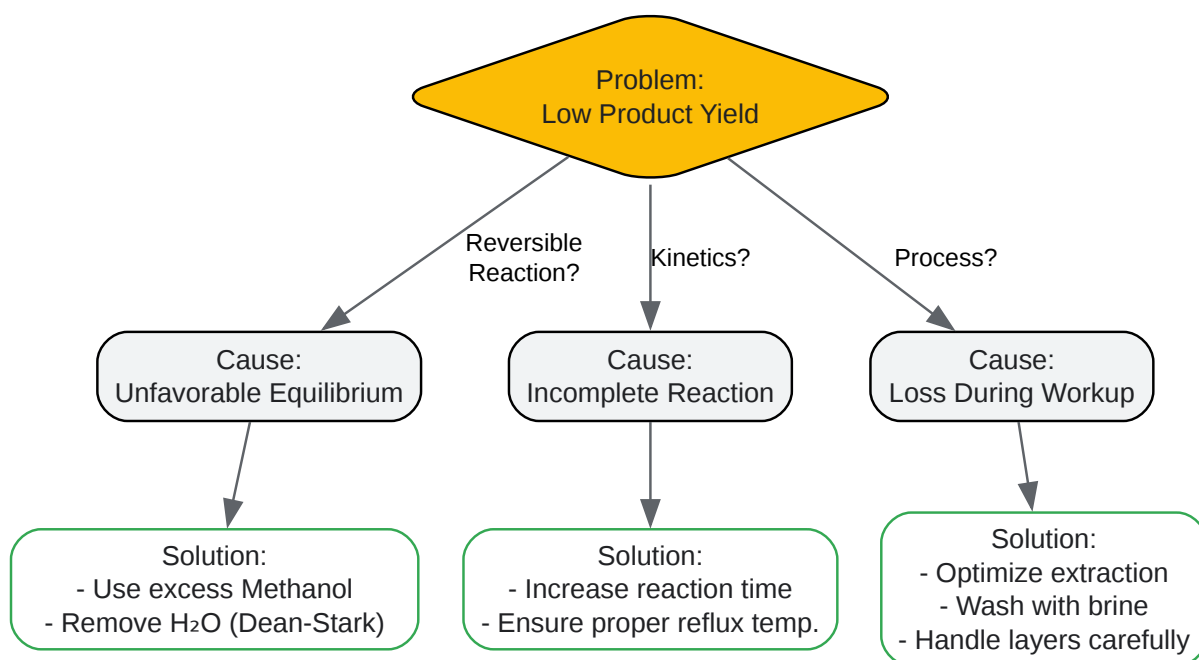 Problem:
Low Product Yield
Reversible
Reaction?
Kinetics?
Process?
Cause:
Unfavorable Equilibrium
Cause:
Incomplete Reaction
Cause:
Loss During Workup
Solution:
- Use excess Methanol
- Remove H₂O (Dean-Stark)
Solution:
- Increase reaction time
- Ensure proper reflux temp.
Solution:
- Optimize extraction
- Wash with brine
- Handle layers carefully